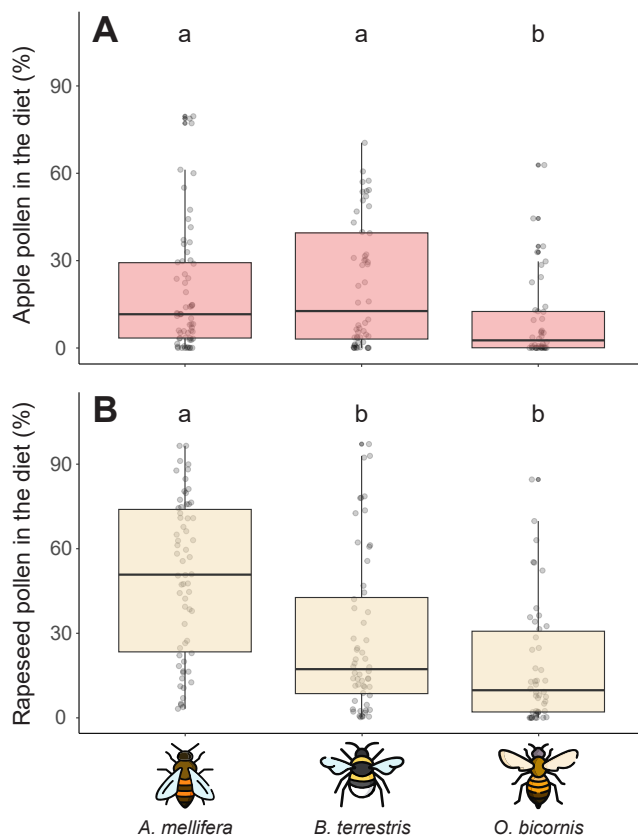 A a a b
Apple pollen in the diet (%)
90
60
30
0
B a b b
Rapeseed pollen in the diet (%)
90
60
30
0
A. mellifera B. terrestris O. bicornis